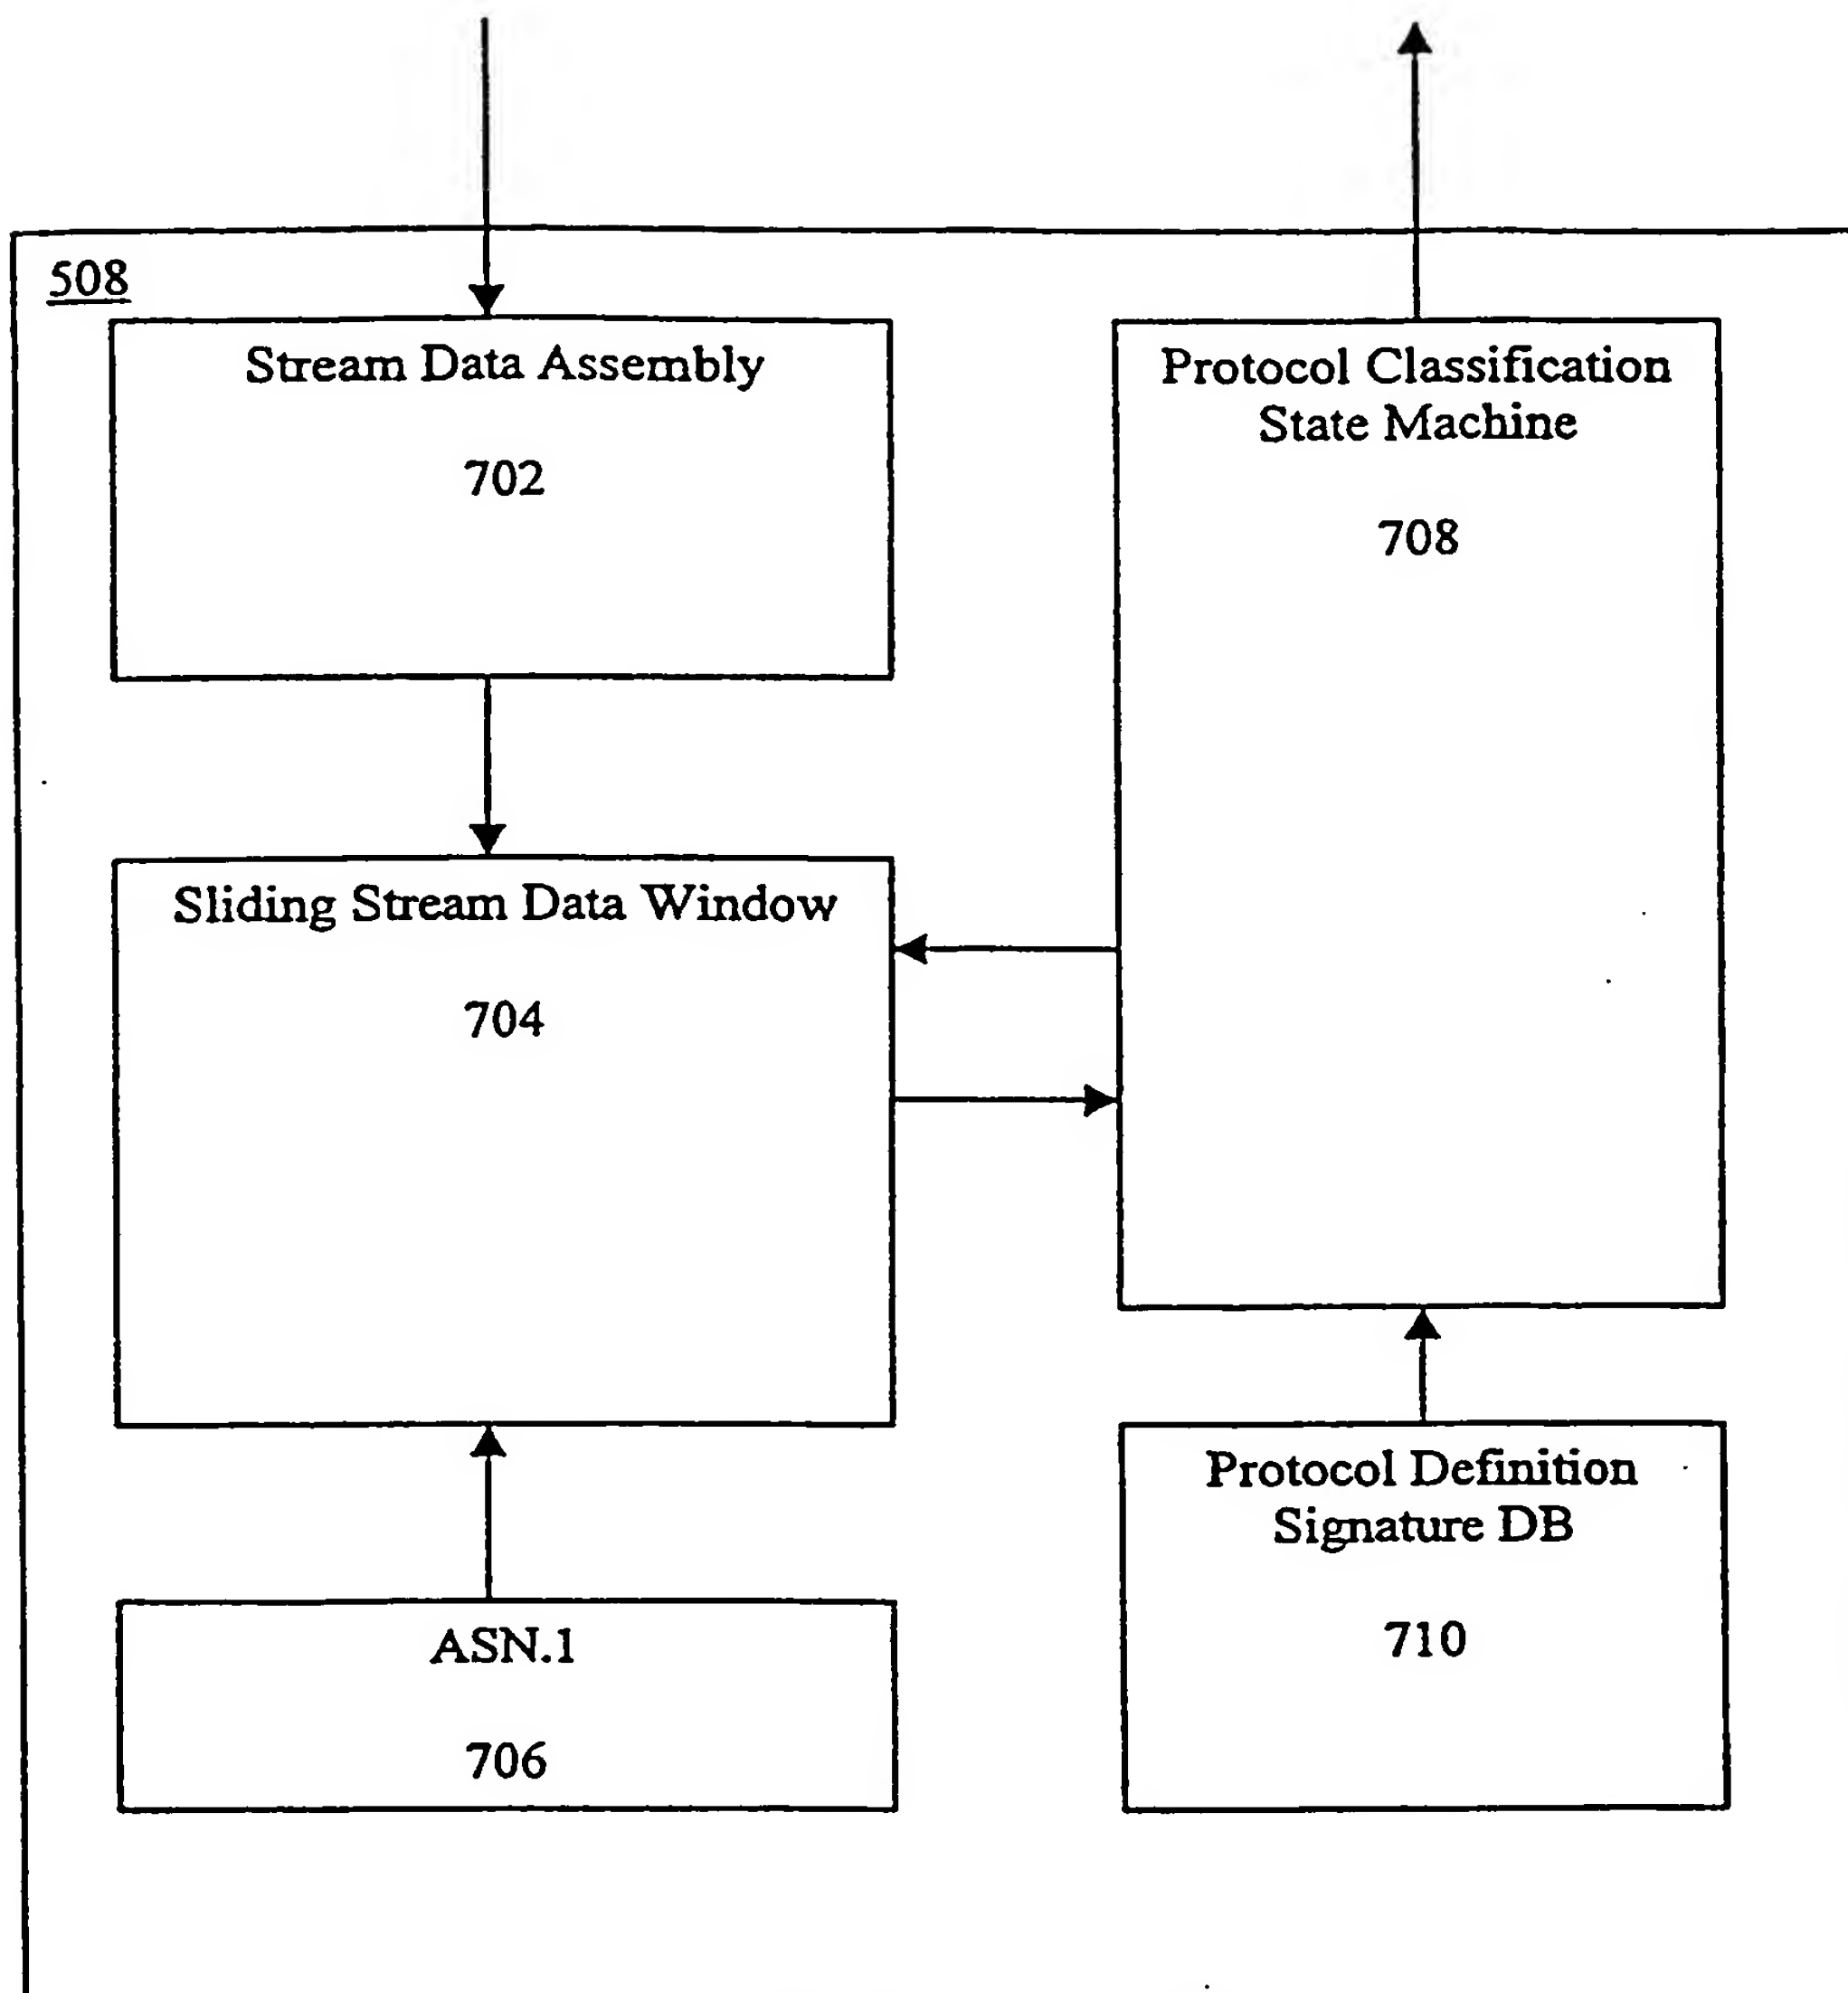 508
Stream Data Assembly
702
Protocol Classification
State Machine
708
Sliding Stream Data Window
704
Protocol Definition
Signature DB
710
ASN.1
706